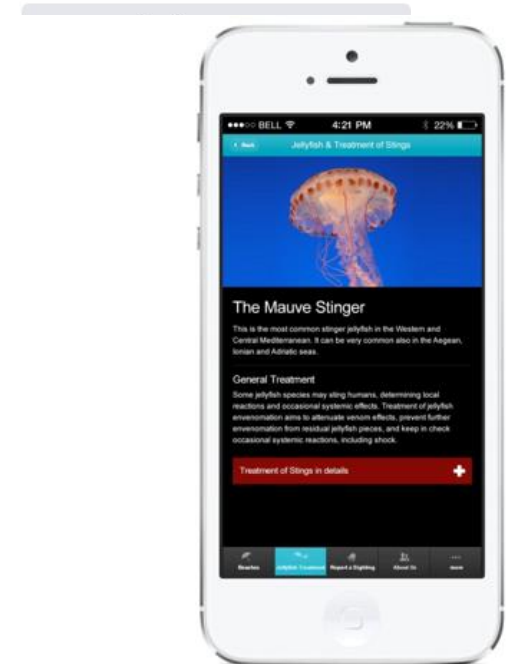 BELL 4:21 PM 22%
Back Jellyfish & Treatment of Stings
The Mauve Stinger
This is the most common stinger jellyfish in the Western and
Central Mediterranean. It can be very common also in the Aegean,
Ionian and Adriatic seas.
General Treatment
Some jellyfish species may sting humans, determining local
reactions and occasional systemic effects. Treatment of jellyfish
envenomation aims to attenuate venom effects, prevent further
envenomation from residual jellyfish pieces, and keep in check
occasional systemic reactions, including shock.
Treatment of Stings in details
Beaches Jellyfish Treatment Report a Sighting About Us more